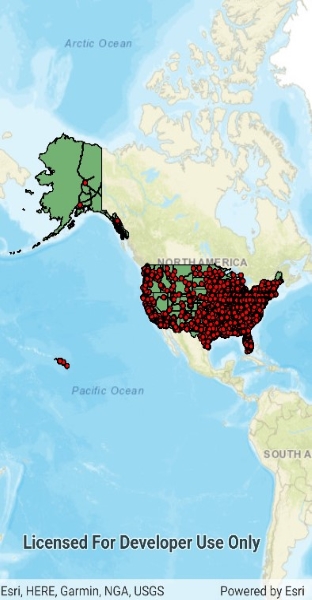 Arctic Ocean
NORTH AMERICA
Pacific Ocean
SOUTH A
Licensed For Developer Use Only
Esri, HERE, Garmin, NGA, USGS
Powered by Esri